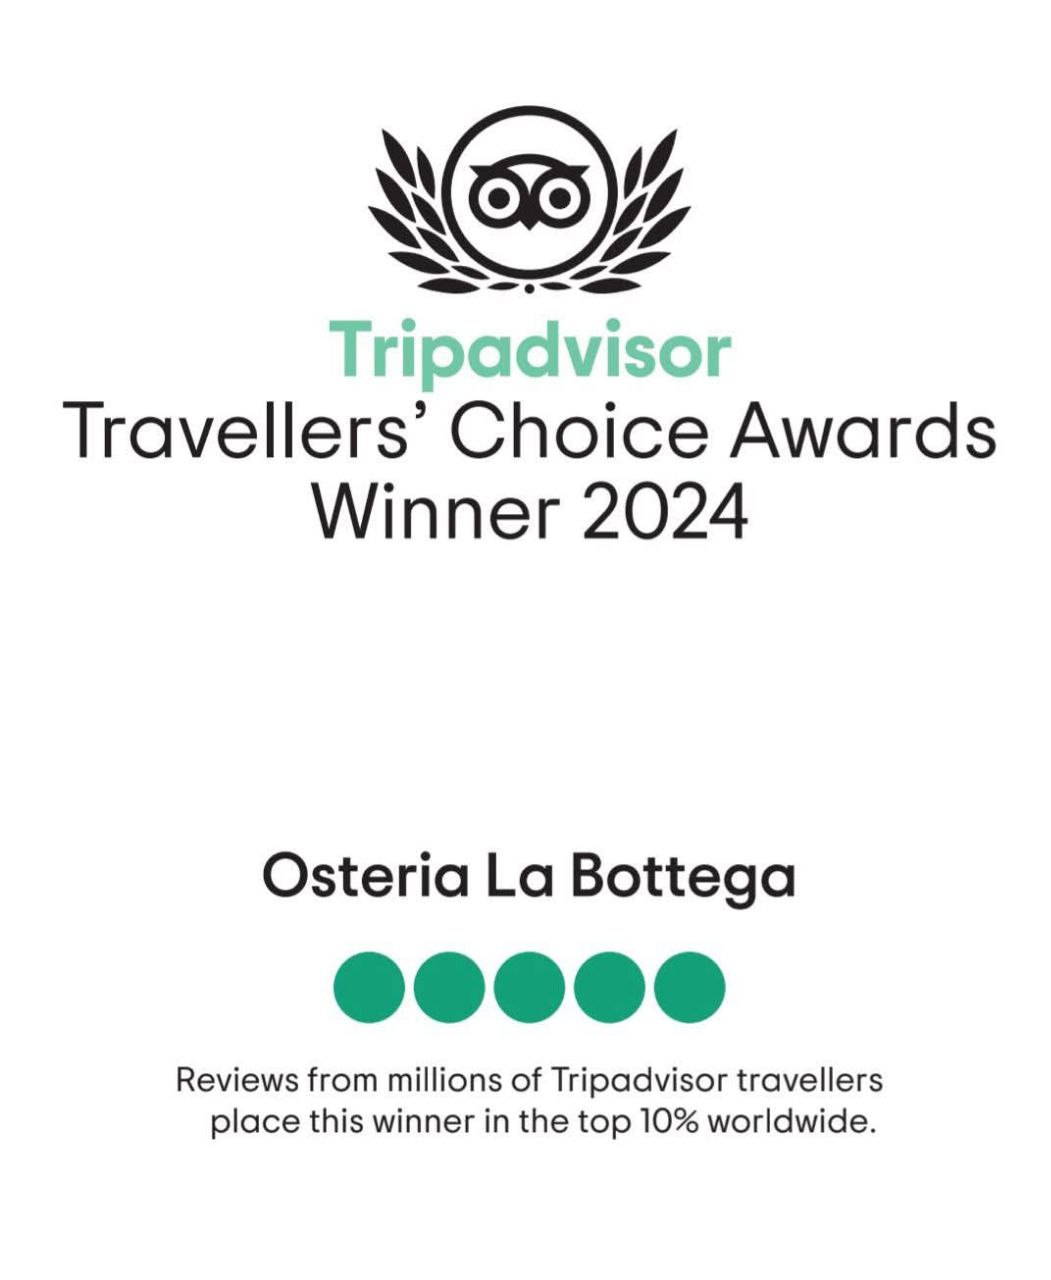 Tripadvisor
Travellers’ Choice Awards
Winner 2024
Osteria La Bottega
Reviews from millions of Tripadvisor travellers
place this winner in the top 10% worldwide.